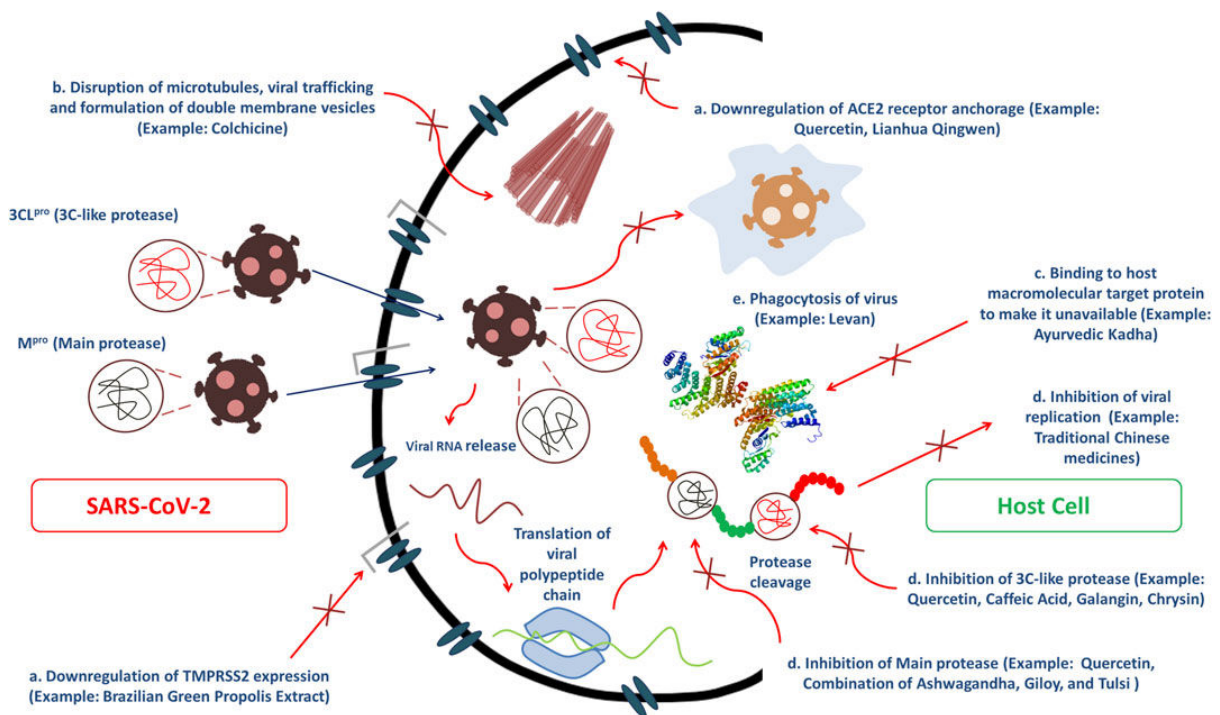 b. Disruption of microtubules, viral trafficking
and formulation of double membrane vesicles
(Example: Colchicine)
a. Downregulation of ACE2 receptor anchorage (Example:
Quercetin, Lianhua Qingwen)
3CLᵖʳᵒ (3C-like protease)
Mᵖʳᵒ (Main protease)
e. Phagocytosis of virus
(Example: Levan)
c. Binding to host
macromolecular target protein
to make it unavailable (Example:
Ayurvedic Kadha)
d. Inhibition of viral
replication (Example:
Traditional Chinese
medicines)
Viral RNA release
SARS-CoV-2
Host Cell
Translation of
viral
polypeptide
chain
Protease
cleavage
d. Inhibition of 3C-like protease (Example:
Quercetin, Caffeic Acid, Galangin, Chrysin)
a. Downregulation of TMPRSS2 expression
(Example: Brazilian Green Propolis Extract)
d. Inhibition of Main protease (Example: Quercetin,
Combination of Ashwagandha, Giloy, and Tulsi )